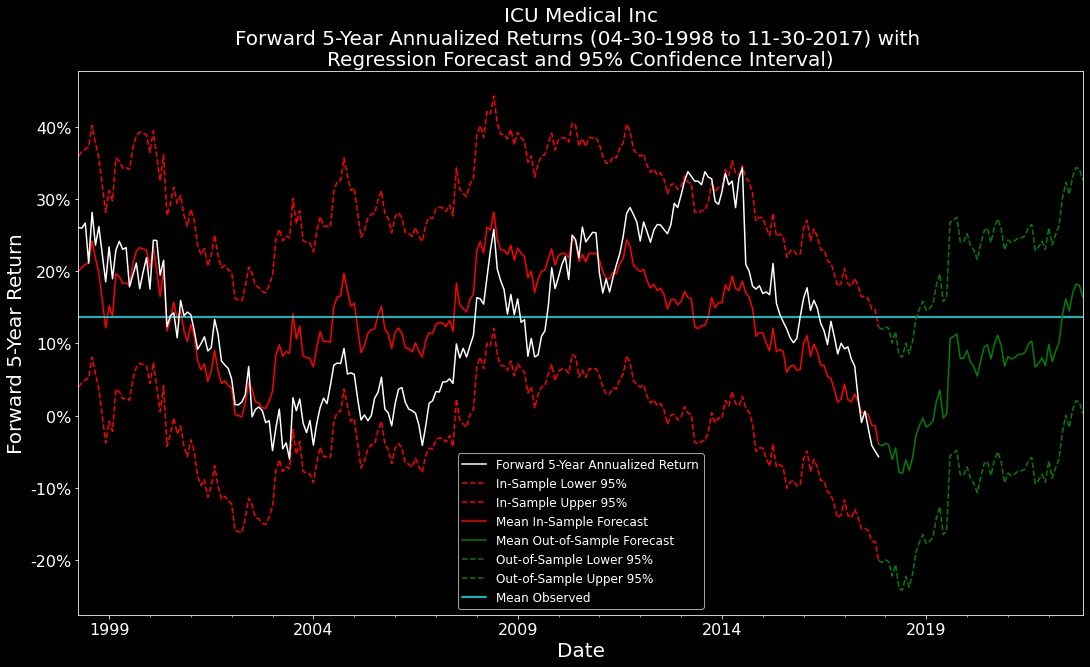 ICU Medical Inc
Forward 5-Year Annualized Returns (04-30-1998 to 11-30-2017) with
Regression Forecast and 95% Confidence Interval)
Forward 5-Year Return
40%
30%
20%
10%
0%
-10%
-20%
Forward 5-Year Annualized Return
In-Sample Lower 95%
In-Sample Upper 95%
Mean In-Sample Forecast
Mean Out-of-Sample Forecast
Out-of-Sample Lower 95%
Out-of-Sample Upper 95%
Mean Observed
1999 2004 2009 2014 2019
Date